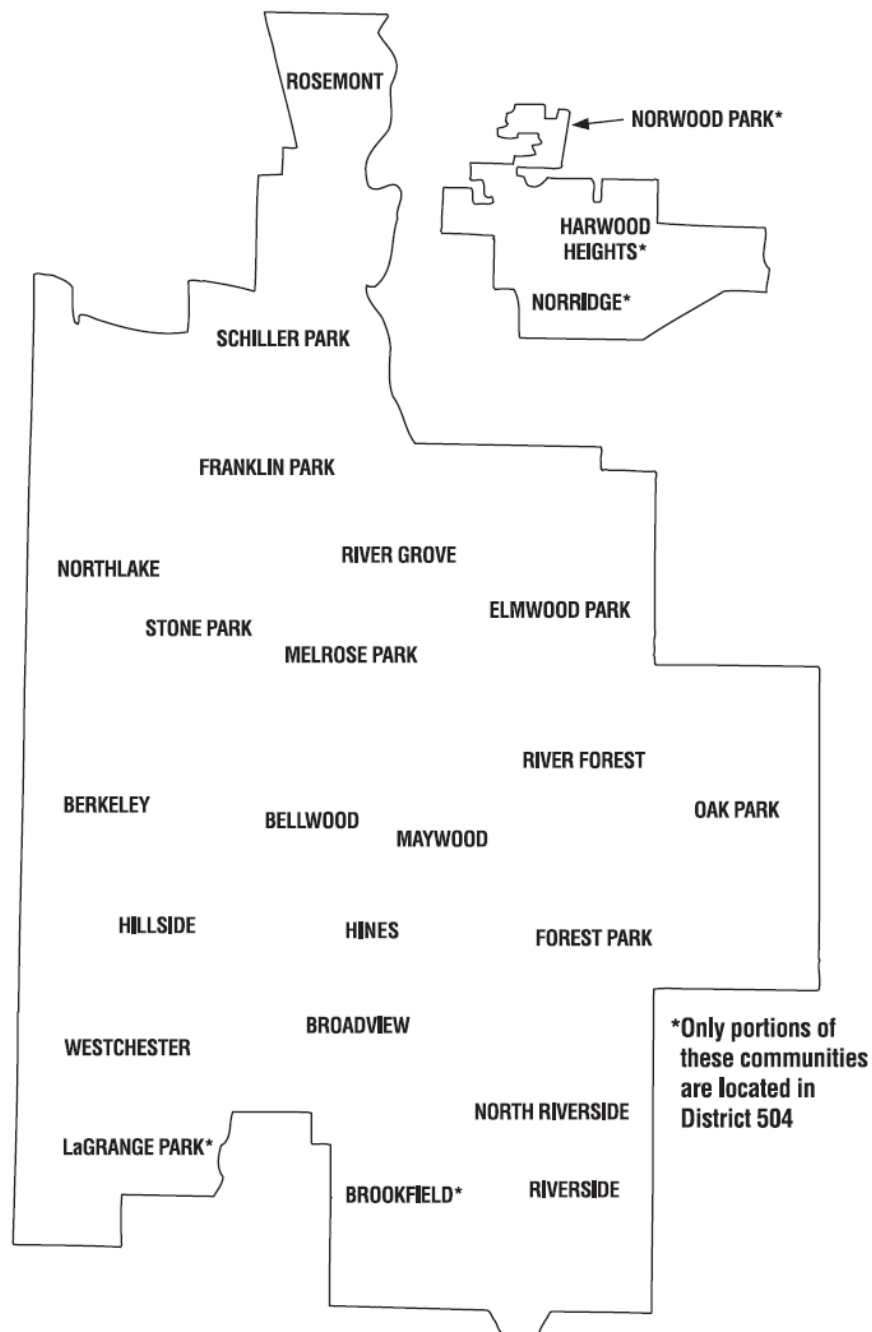 ROSEMONT
NORWOOD PARK*
HARWOOD
HEIGHTS*
NORRIDGE*
SCHILLER PARK
FRANKLIN PARK
RIVER GROVE
NORTHLAKE
ELMWOOD PARK
STONE PARK
MELROSE PARK
RIVER FOREST
BERKELEY
OAK PARK
BELLWOOD
MAYWOOD
HILLSIDE
HINES
FOREST PARK
BROADVIEW
WESTCHESTER
*Only portions of
these communities
are located in
District 504
NORTH RIVERSIDE
LaGRANGE PARK*
BROOKFIELD*
RIVERSIDE